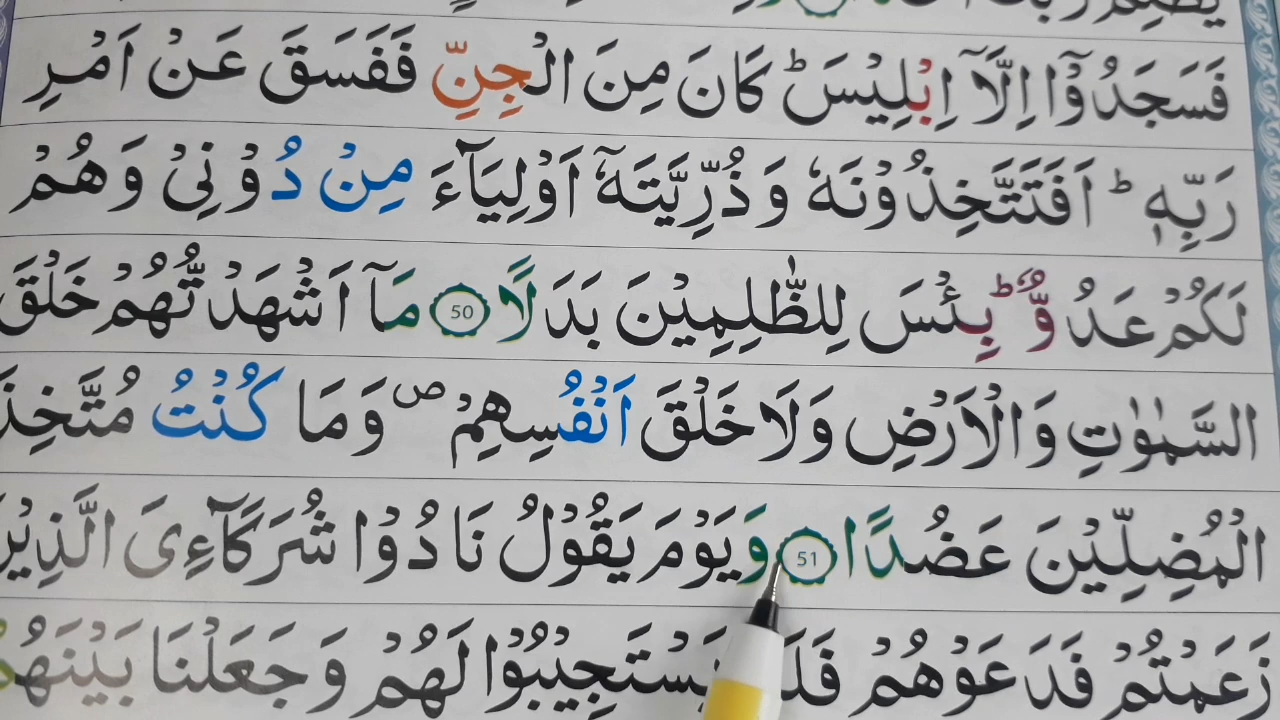 فَسَجَدُوْۤا اِلَّاۤ اِبْلِيْسَ ؕ كَانَ مِنَ الْجِنِّ فَفَسَقَ عَنْ اَمْرِ
رَبِّهٖ ؕ اَفَتَتَّخِذُوْنَهٗ وَ ذُرِّيَّتَهٗۤ اَوْلِيَآءَ مِنْ دُوْنِيْ وَهُمْ
لَكُمْ عَدُوٌّ ؕ بِئْسَ لِلظّٰلِمِيْنَ بَدَلًا 50 مَاۤ اَشْهَدْتُّهُمْ خَلْقَ
السَّمٰوٰتِ وَالْاَرْضِ وَلَا خَلْقَ اَنْفُسِهِمْ ص وَمَا كُنْتُ مُتَّخِذَ
الْمُضِلِّيْنَ عَضُدًا 51 وَيَوْمَ يَقُوْلُ نَادُوْا شُرَكَآءِيَ الَّذِيْنَ
زَعَمْتُمْ فَدَعَوْهُمْ يَسْتَجِيْبُوْا لَهُمْ وَجَعَلْنَا بَيْنَهُمْ